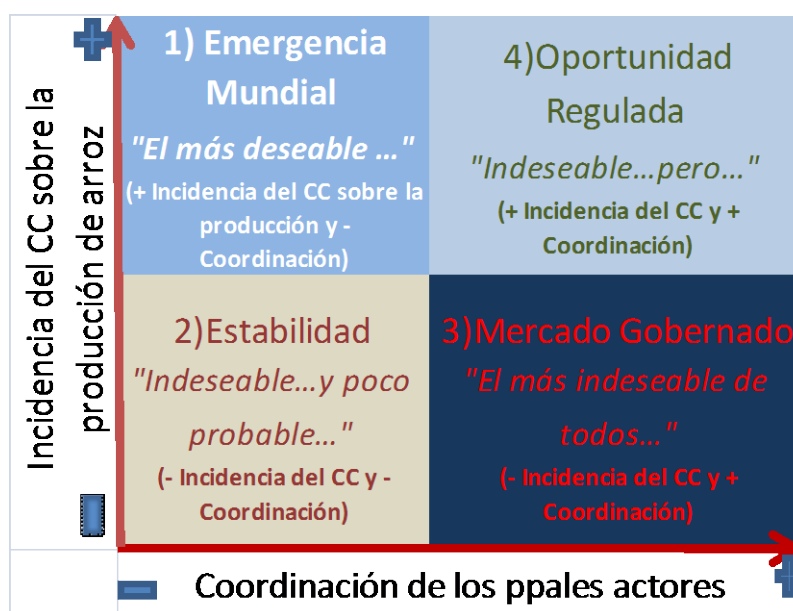 Incidencia del CC sobre la
producción de arroz
1) Emergencia
Mundial
"El más deseable ..."
(+ Incidencia del CC sobre la
producción y -
Coordinación)
4)Oportunidad
Regulada
"Indeseable...pero..."
(+ Incidencia del CC y +
Coordinación)
2)Estabilidad
"Indeseable...y poco
probable..."
(- Incidencia del CC y -
Coordinación)
3)Mercado Gobernado
"El más indeseable de
todos..."
(- Incidencia del CC y +
Coordinación)
Coordinación de los ppales actores